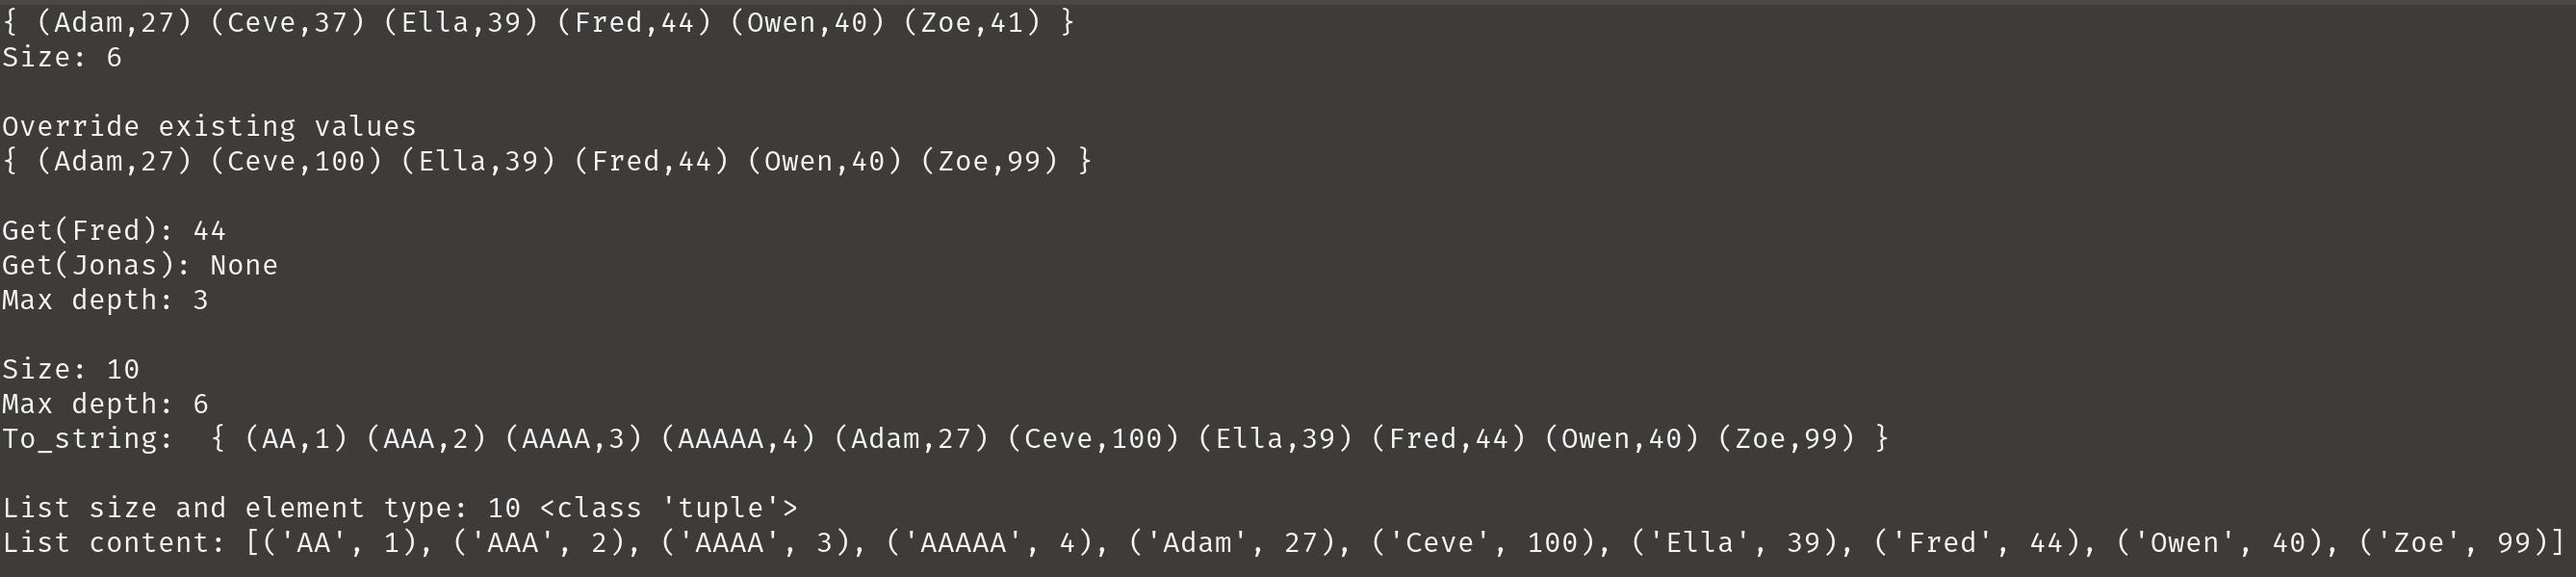 { (Adam,27) (Ceve,37) (Ella,39) (Fred,44) (Owen,40) (Zoe,41) }
Size: 6
Override existing values
{ (Adam,27) (Ceve,100) (Ella,39) (Fred,44) (Owen,40) (Zoe,99) }
Get(Fred): 44
Get(Jonas): None
Max depth: 3
Size: 10
Max depth: 6
To_string:  { (AA,1) (AAA,2) (AAAA,3) (AAAAA,4) (Adam,27) (Ceve,100) (Ella,39) (Fred,44) (Owen,40) (Zoe,99) }
List size and element type: 10 <class 'tuple'>
List content: [('AA', 1), ('AAA', 2), ('AAAA', 3), ('AAAAA', 4), ('Adam', 27), ('Ceve', 100), ('Ella', 39), ('Fred', 44), ('Owen', 40), ('Zoe', 99)]